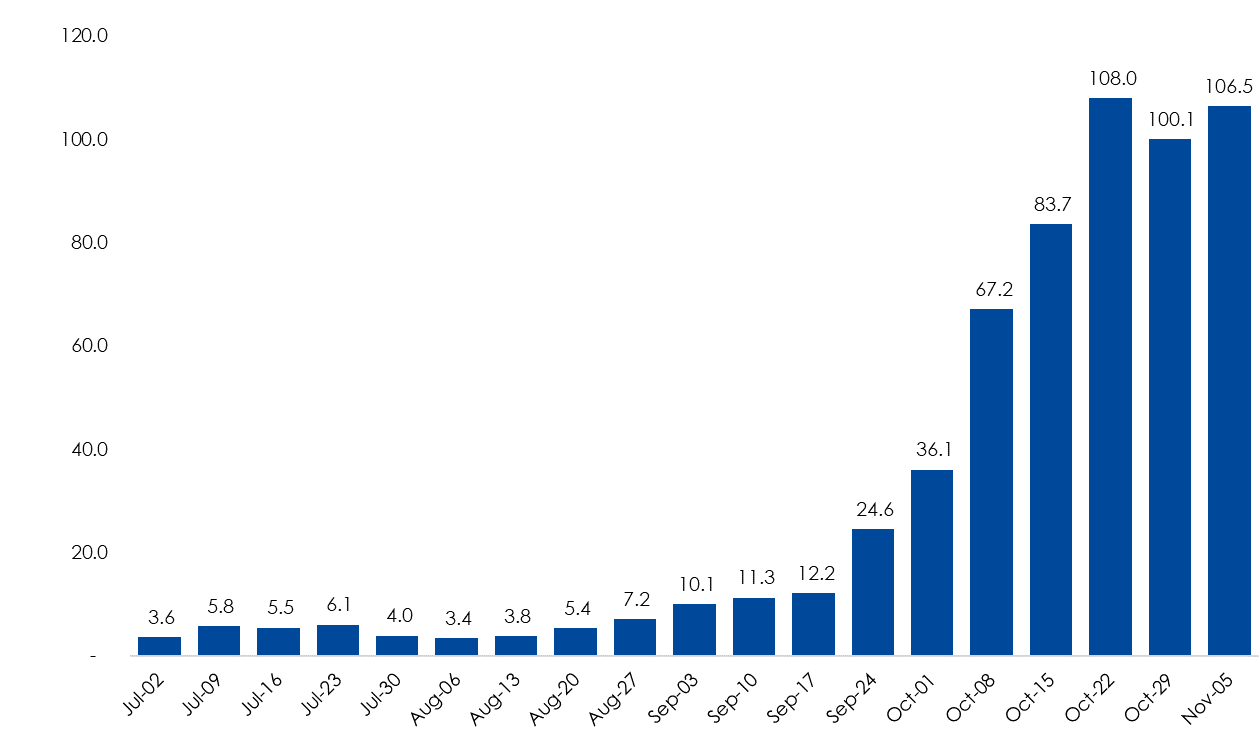 120.0
100.0
80.0
60.0
40.0
20.0
-
3.6
5.8
5.5
6.1
4.0
3.4
3.8
5.4
7.2
10.1
11.3
12.2
24.6
36.1
67.2
83.7
108.0
100.1
106.5
Jul-02
Jul-09
Jul-16
Jul-23
Jul-30
Aug-06
Aug-13
Aug-20
Aug-27
Sep-03
Sep-10
Sep-17
Sep-24
Oct-01
Oct-08
Oct-15
Oct-22
Oct-29
Nov-05